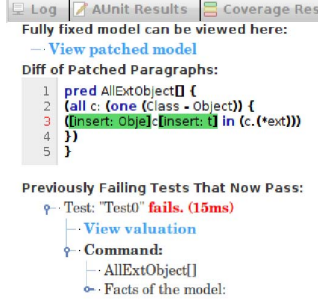 Log AUnit Results Coverage Res
Fully fixed model can be viewed here:
View patched model
Diff of Patched Paragraphs:
1 pred AllExtObject[] {
2 (all c: (one (Class - Object)) {
3 ([insert: Obje]c[insert: t] in (c.(*ext)))
4 })
5 }
Previously Failing Tests That Now Pass:
Test: "Test0" fails. (15ms)
View valuation
Command:
AllExtObject[]
Facts of the model: